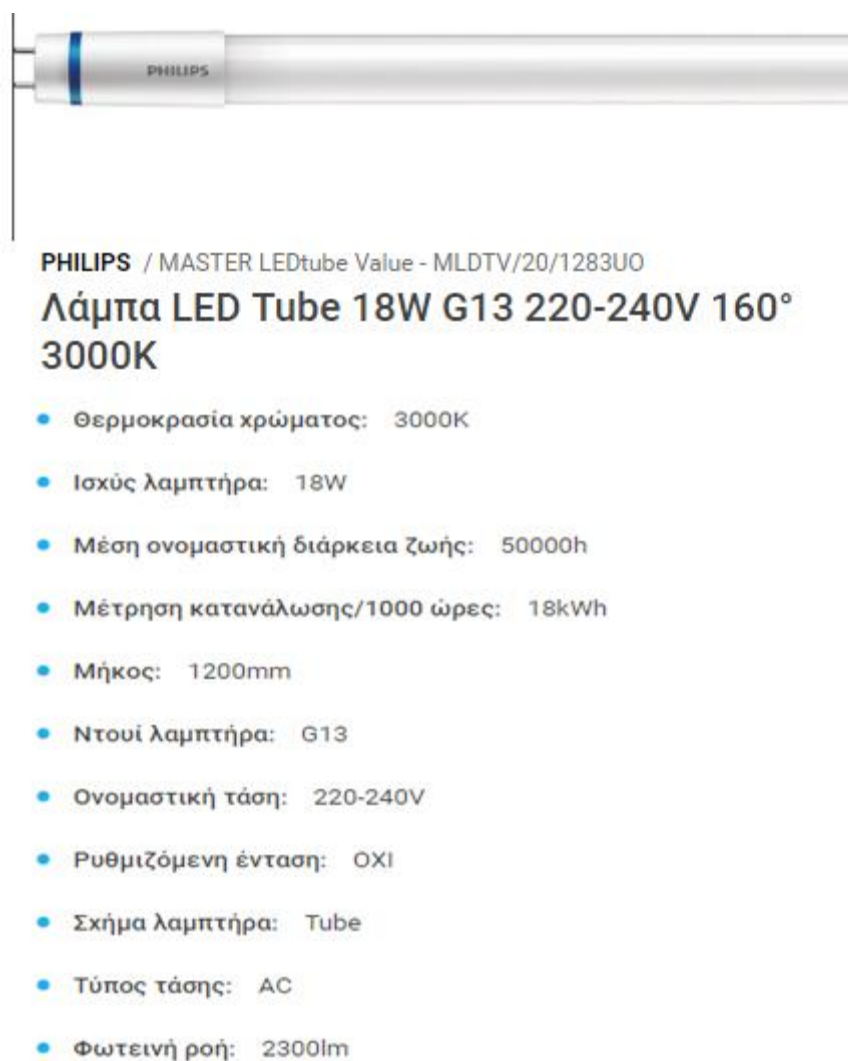 PHILIPS
PHILIPS / MASTER LEDtube Value - MLDTV/20/1283UO
Λάμπα LED Tube 18W G13 220-240V 160°
3000K
Θερμοκρασία χρώματος: 3000K
Ισχύς λαμπτήρα: 18W
Μέση ονομαστική διάρκεια ζωής: 50000h
Μέτρηση κατανάλωσης/1000 ώρες: 18kWh
Μήκος: 1200mm
Ντουί λαμπτήρα: G13
Ονομαστική τάση: 220-240V
Ρυθμιζόμενη ένταση: ΟΧΙ
Σχήμα λαμπτήρα: Tube
Τύπος τάσης: AC
Φωτεινή ροή: 2300lm